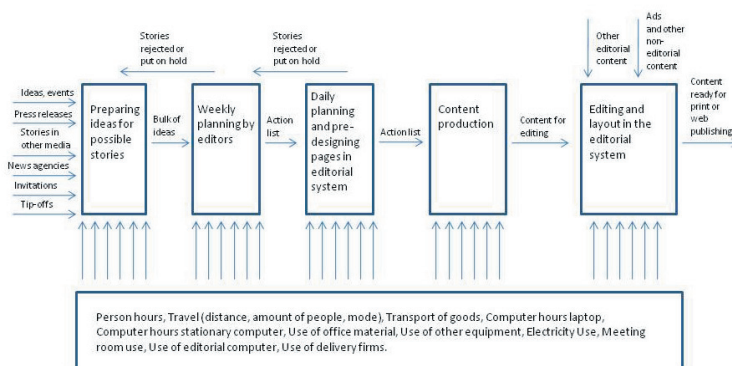 Stories
rejected or
put on hold
Stories
rejected or
put on hold
Other
editorial
content
Ads
and other
non-
editorial
content
Ideas, events
Press releases
Stories in
other media
News agencies
Invitations
Tip-offs
Preparing
ideas for
possible
stories
Bulk of
ideas
Weekly
planning by
editors
Action
list
Daily
planning
and pre-
designing
pages in
editorial
system
Action list
Content
production
Content
for editing
Editing and
layout in the
editorial
system
Content
ready for
print or
web
publishing
Person hours, Travel (distance, amount of people, mode), Transport of goods, Computer hours laptop,
Computer hours stationary computer, Use of office material, Use of other equipment, Electricity Use, Meeting
room use, Use of editorial computer, Use of delivery firms.